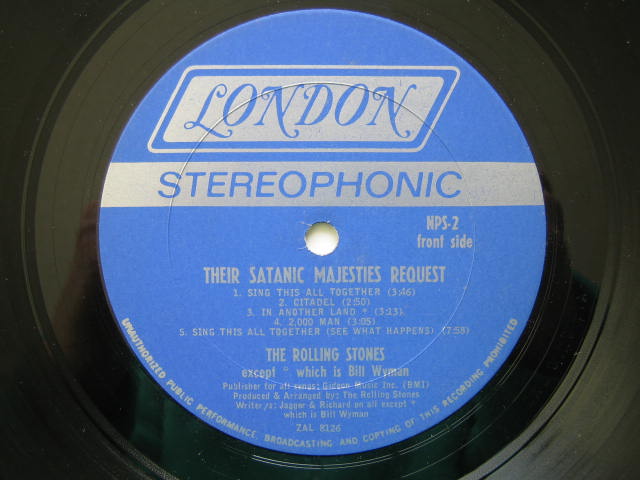 LONDON
STEREOPHONIC
NPS-2
front side
THEIR SATANIC MAJESTIES REQUEST
1. SING THIS ALL TOGETHER (3:46)
2. CITADEL (2:50)
3. IN ANOTHER LAND * (3:13)
4. 2,000 MAN (3:05)
5. SING THIS ALL TOGETHER (SEE WHAT HAPPENS) (7:58)
THE ROLLING STONES
except * which is Bill Wyman
Publisher for all songs: Gideon Music Inc. (BMI)
Produced & Arranged by: The Rolling Stones
Writer/s: Jagger & Richard on all except *
which is Bill Wyman
ZAL 8126
UNAUTHORIZED PUBLIC PERFORMANCE, BROADCASTING AND COPYING OF THIS RECORDING PROHIBITED